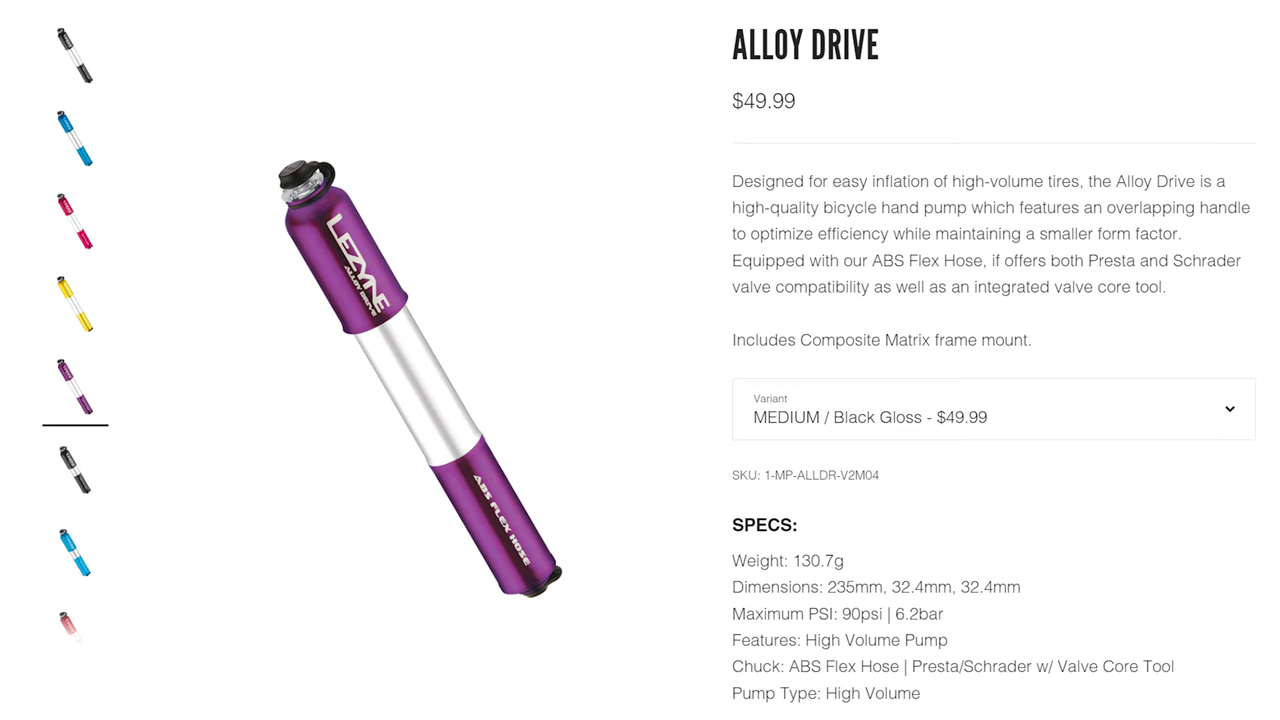 ALLOY DRIVE
$49.99
Designed for easy inflation of high-volume tires, the Alloy Drive is a
high-quality bicycle hand pump which features an overlapping handle
to optimize efficiency while maintaining a smaller form factor.
Equipped with our ABS Flex Hose, if offers both Presta and Schrader
valve compatibility as well as an integrated valve core tool.
Includes Composite Matrix frame mount.
Variant
MEDIUM / Black Gloss - $49.99
SKU: 1-MP-ALLDR-V2M04
SPECS:
Weight: 130.7g
Dimensions: 235mm, 32.4mm, 32.4mm
Maximum PSI: 90psi | 6.2bar
Features: High Volume Pump
Chuck: ABS Flex Hose | Presta/Schrader w/ Valve Core Tool
Pump Type: High Volume
LEZYNE
ALLOY DRIVE
ABS FLEX HOSE